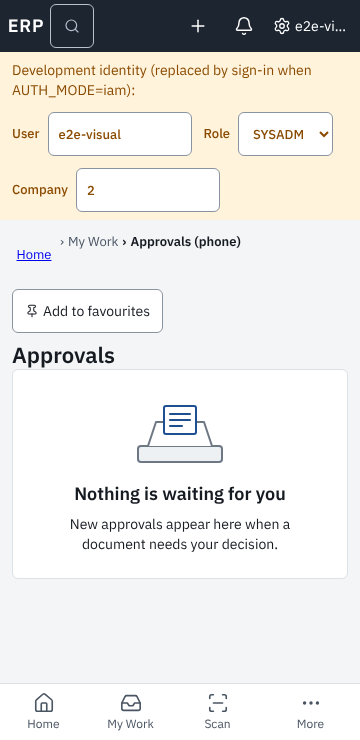 ERP e2e-vi...
Development identity (replaced by sign-in when
AUTH_MODE=iam):
User e2e-visual Role SYSADM
Company 2
Home › My Work › Approvals (phone)
Add to favourites
Approvals
Nothing is waiting for you
New approvals appear here when a
document needs your decision.
Home My Work Scan More